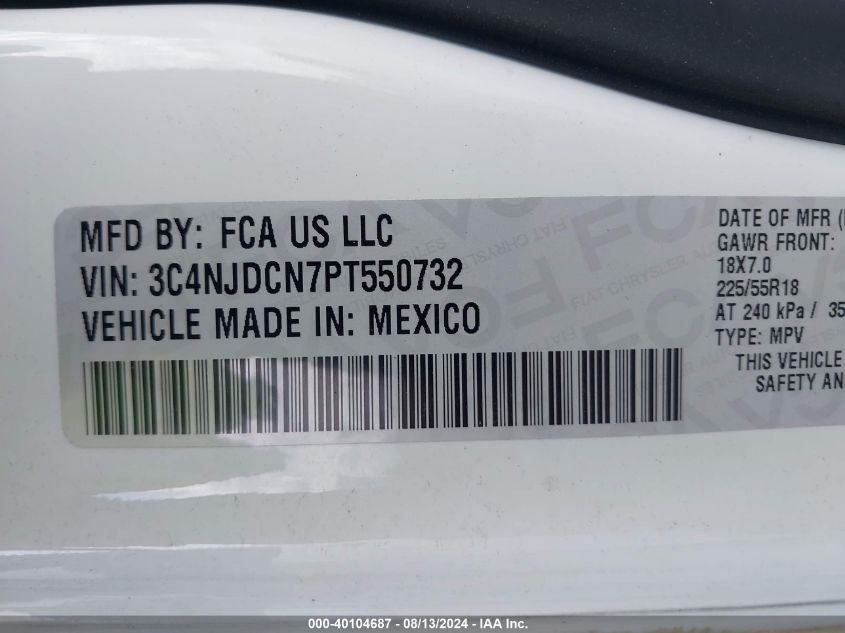 MFD BY: FCA US LLC
VIN: 3C4NJDCN7PT550732
VEHICLE MADE IN: MEXICO
DATE OF MFR (
GAWR FRONT:
18X7.0
225/55R18
AT 240 kPa / 35
TYPE: MPV
THIS VEHICLE
SAFETY AN
000-40104687 - 08/13/2024 - IAA Inc.